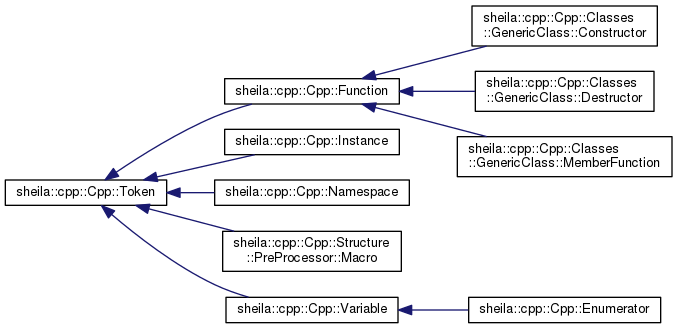 sheila::cpp::Cpp::Classes
::GenericClass::Constructor
sheila::cpp::Cpp::Function
sheila::cpp::Cpp::Classes
::GenericClass::Destructor
sheila::cpp::Cpp::Instance
sheila::cpp::Cpp::Classes
::GenericClass::MemberFunction
sheila::cpp::Cpp::Token
sheila::cpp::Cpp::Namespace
sheila::cpp::Cpp::Structure
::PreProcessor::Macro
sheila::cpp::Cpp::Variable
sheila::cpp::Cpp::Enumerator